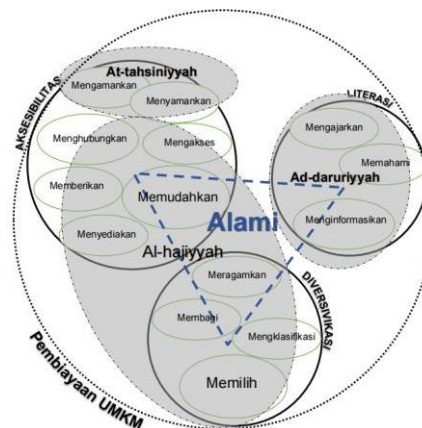 AKSESIBILITAS
At-tahsiniyyah
Mengamankan
Menyamankan
Menghubungkan
Mengakses
Memberikan
Memudahkan
Menyediakan
Al-hajiyyah
Alami
LITERASI
Mengajarkan
Memahami
Ad-daruriyyah
Menginformasikan
Meragamkan
Membagi
Mengklasifikasi
Memilih
DIVERSIVIKASI
Pembiayaan UMKM